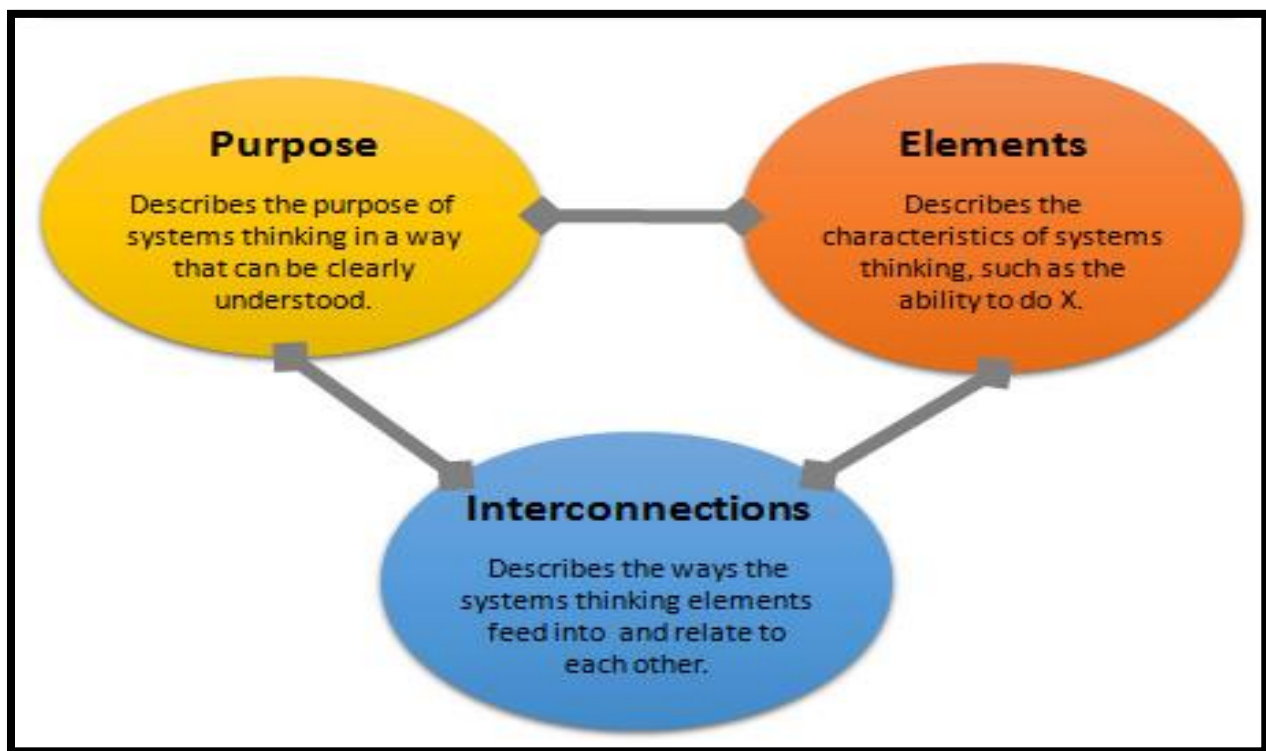 Purpose
Describes the purpose of
systems thinking in a way
that can be clearly
understood.
Elements
Describes the
characteristics of systems
thinking, such as the
ability to do X.
Interconnections
Describes the ways the
systems thinking elements
feed into and relate to
each other.